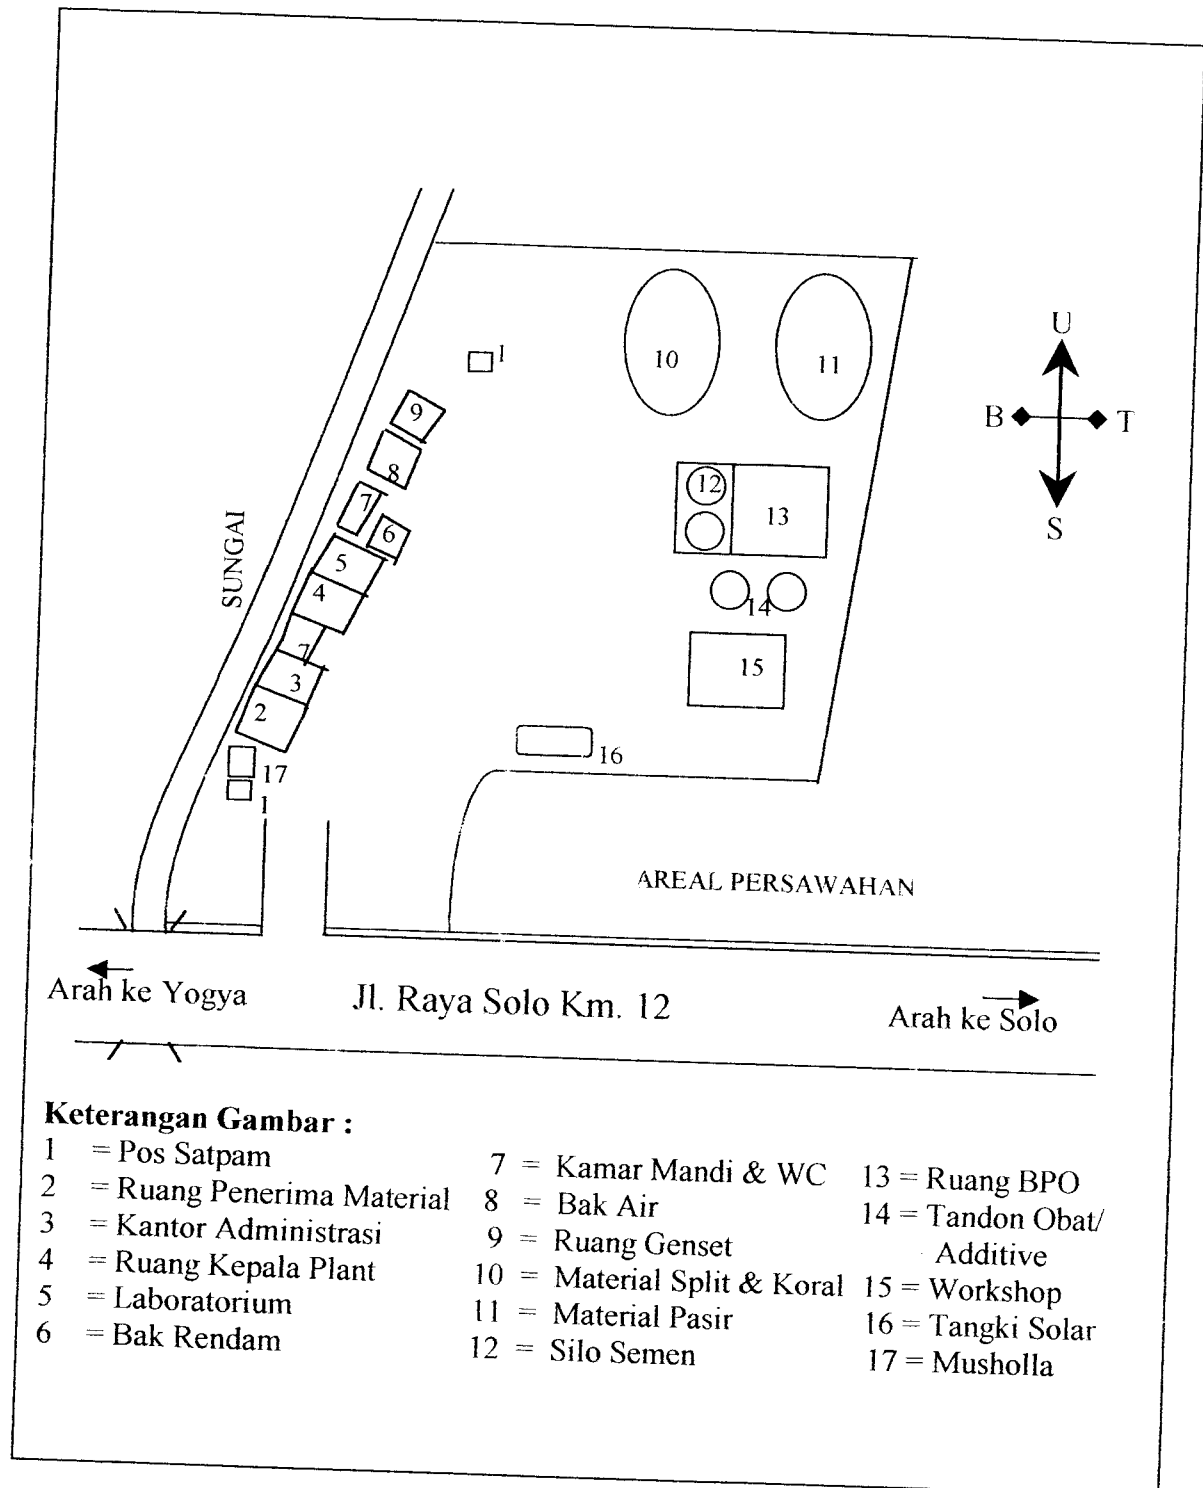 U
1
10
11
B
T
9
8
12
S
7
13
6
SUNGAI
5
4
14
7
15
3
2
16
17
1
AREAL PERSAWAHAN
Arah ke Yogya
Jl. Raya Solo Km. 12
Arah ke Solo
Keterangan Gambar :
1 = Pos Satpam
2 = Ruang Penerima Material
3 = Kantor Administrasi
4 = Ruang Kepala Plant
5 = Laboratorium
6 = Bak Rendam
7 = Kamar Mandi & WC
8 = Bak Air
9 = Ruang Genset
10 = Material Split & Koral
11 = Material Pasir
12 = Silo Semen
13 = Ruang BPO
14 = Tandon Obat/
Additive
15 = Workshop
16 = Tangki Solar
17 = Musholla